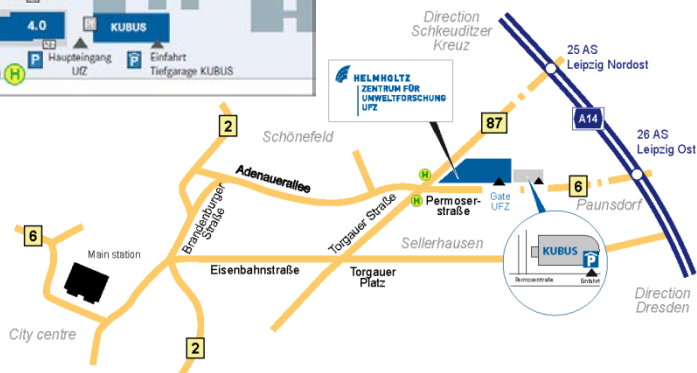 4.0
KUBUS
P
Haupteingang
UfZ
P
Einfahrt
Tiefgarage KUBUS
H
Direction
Schkeuditzer
Kreuz
25 AS
Leipzig Nordost
HELMHOLTZ
ZENTRUM FÜR
UMWELTFORSCHUNG
UFZ
2
87
A14
Schönefeld
26 AS
Leipzig Ost
Adenauerallee
H
6
H
Permoser-
straße
Gate
UFZ
Paunsdorf
Brandenburger
Straße
Torgauer Straße
6
Sellerhausen
KUBUS
P
Main station
Eisenbahnstraße
Torgauer
Platz
Permoserstraße
Einfahrt
Direction
Dresden
City centre
2